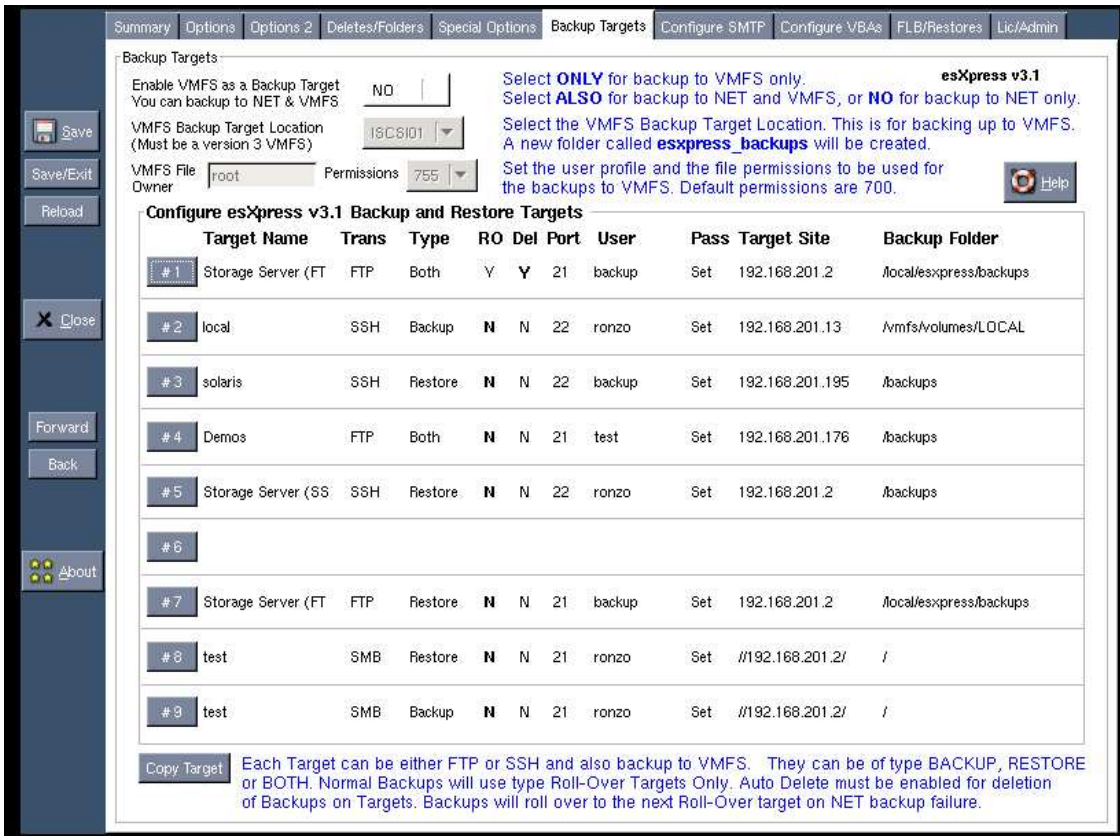 Summary Options Options 2 Deletes/Folders Special Options Backup Targets Configure SMTP Configure VBAs FLB/Restores Lic/Admin
Save
Save/Exit
Reload
Close
Forward
Back
About
Backup Targets
Enable VMFS as a Backup Target
You can backup to NET & VMFS
NO
Select ONLY for backup to VMFS only.
esXpress v3.1
Select ALSO for backup to NET and VMFS, or NO for backup to NET only.
VMFS Backup Target Location
(Must be a version 3 VMFS)
ISCSI01
Select the VMFS Backup Target Location. This is for backing up to VMFS.
A new folder called esxpress_backups will be created.
VMFS File
Owner
root
Permissions
755
Set the user profile and the file permissions to be used for
the backups to VMFS. Default permissions are 700.
Help
Configure esXpress v3.1 Backup and Restore Targets
Target Name Trans Type RO Del Port User Pass Target Site Backup Folder
#1 Storage Server (FT FTP Both Y Y 21 backup Set 192.168.201.2 /local/esxpress/backups
#2 local SSH Backup N N 22 ronzo Set 192.168.201.13 /vmfs/volumes/LOCAL
#3 solaris SSH Restore N N 22 backup Set 192.168.201.195 /backups
#4 Demos FTP Both N N 21 test Set 192.168.201.176 /backups
#5 Storage Server (SS SSH Restore N N 22 ronzo Set 192.168.201.2 /backups
#6
#7 Storage Server (FT FTP Restore N N 21 backup Set 192.168.201.2 /local/esxpress/backups
#8 test SMB Restore N N 21 ronzo Set //192.168.201.2/ /
#9 test SMB Backup N N 21 ronzo Set //192.168.201.2/ /
Copy Target
Each Target can be either FTP or SSH and also backup to VMFS. They can be of type BACKUP, RESTORE
or BOTH. Normal Backups will use type Roll-Over Targets Only. Auto Delete must be enabled for deletion
of Backups on Targets. Backups will roll over to the next Roll-Over target on NET backup failure.